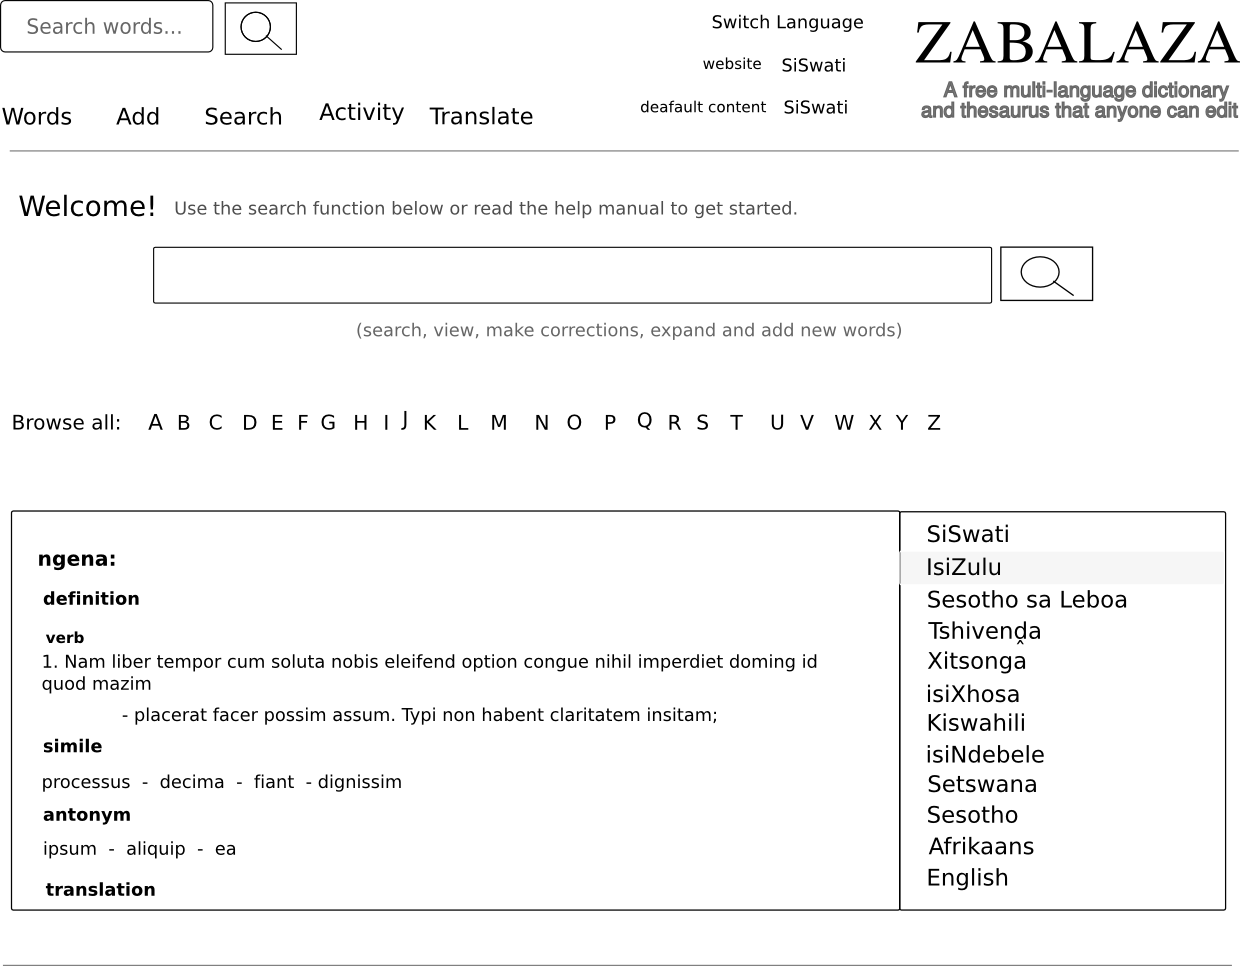 Search words...
Switch Language
website SiSwati
deafault content SiSwati
ZABALAZA
A free multi-language dictionary
and thesaurus that anyone can edit
Words Add Search Activity Translate
Welcome! Use the search function below or read the help manual to get started.
(search, view, make corrections, expand and add new words)
Browse all: A B C D E F G H I J K L M N O P Q R S T U V W X Y Z
ngena:
definition
verb
1. Nam liber tempor cum soluta nobis eleifend option congue nihil imperdiet doming id
quod mazim
- placerat facer possim assum. Typi non habent claritatem insitam;
simile
processus - decima - fiant - dignissim
antonym
ipsum - aliquip - ea
translation
SiSwati
IsiZulu
Sesotho sa Leboa
Tshivenḓa
Xitsonga
isiXhosa
Kiswahili
isiNdebele
Setswana
Sesotho
Afrikaans
English